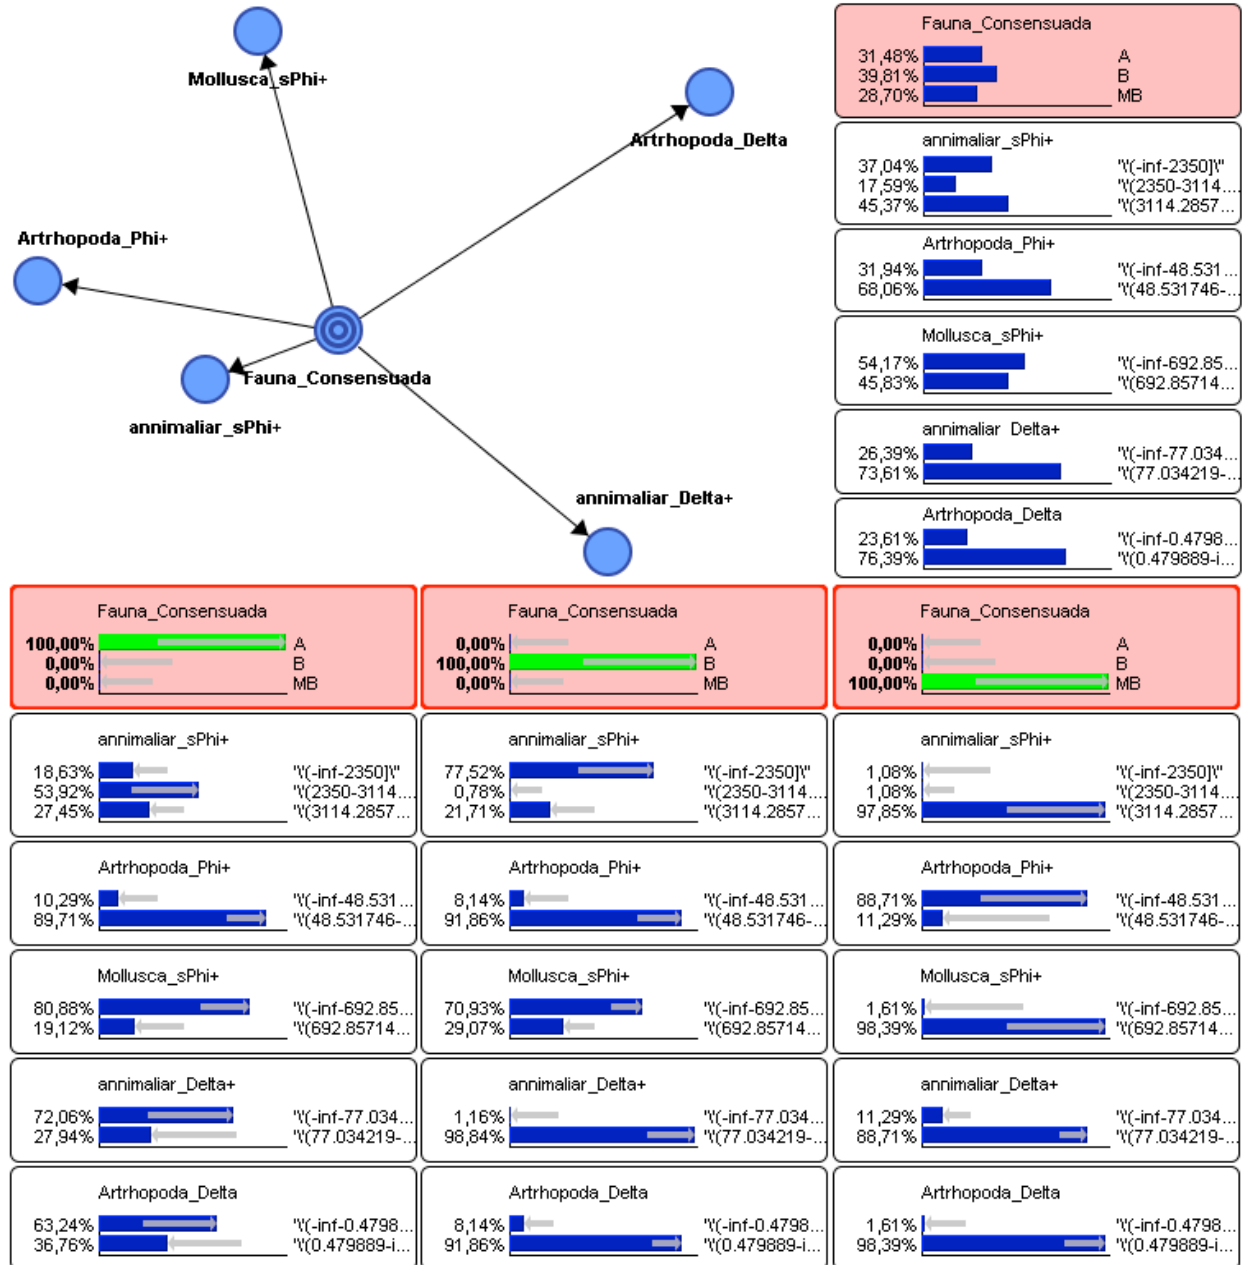 Mollusca_sPhi+
Artrhopoda_Delta
Artrhopoda_Phi+
Fauna_Consensuada
annimaliar_sPhi+
annimaliar_Delta+
Fauna_Consensuada
31,48% A
39,81% B
28,70% MB
annimaliar_sPhi+
37,04% "\'(-inf-2350]\'"
17,59% "\'(2350-3114....
45,37% "\'(3114.2857...
Artrhopoda_Phi+
31,94% "\'(-inf-48.531...
68,06% "\'(48.531746-...
Mollusca_sPhi+
54,17% "\'(-inf-692.85...
45,83% "\'(692.85714...
annimaliar_Delta+
26,39% "\'(-inf-77.034...
73,61% "\'(77.034219-...
Artrhopoda_Delta
23,61% "\'(-inf-0.4798...
76,39% "\'(0.479889-i...
Fauna_Consensuada
100,00% A
0,00% B
0,00% MB
annimaliar_sPhi+
18,63% "\'(-inf-2350]\'"
53,92% "\'(2350-3114....
27,45% "\'(3114.2857...
Artrhopoda_Phi+
10,29% "\'(-inf-48.531...
89,71% "\'(48.531746-...
Mollusca_sPhi+
80,88% "\'(-inf-692.85...
19,12% "\'(692.85714...
annimaliar_Delta+
72,06% "\'(-inf-77.034...
27,94% "\'(77.034219-...
Artrhopoda_Delta
63,24% "\'(-inf-0.4798...
36,76% "\'(0.479889-i...
Fauna_Consensuada
0,00% A
100,00% B
0,00% MB
annimaliar_sPhi+
77,52% "\'(-inf-2350]\'"
0,78% "\'(2350-3114....
21,71% "\'(3114.2857...
Artrhopoda_Phi+
8,14% "\'(-inf-48.531...
91,86% "\'(48.531746-...
Mollusca_sPhi+
70,93% "\'(-inf-692.85...
29,07% "\'(692.85714...
annimaliar_Delta+
1,16% "\'(-inf-77.034...
98,84% "\'(77.034219-...
Artrhopoda_Delta
8,14% "\'(-inf-0.4798...
91,86% "\'(0.479889-i...
Fauna_Consensuada
0,00% A
0,00% B
100,00% MB
annimaliar_sPhi+
1,08% "\'(-inf-2350]\'"
1,08% "\'(2350-3114....
97,85% "\'(3114.2857...
Artrhopoda_Phi+
88,71% "\'(-inf-48.531...
11,29% "\'(48.531746-...
Mollusca_sPhi+
1,61% "\'(-inf-692.85...
98,39% "\'(692.85714...
annimaliar_Delta+
11,29% "\'(-inf-77.034...
88,71% "\'(77.034219-...
Artrhopoda_Delta
1,61% "\'(-inf-0.4798...
98,39% "\'(0.479889-i...